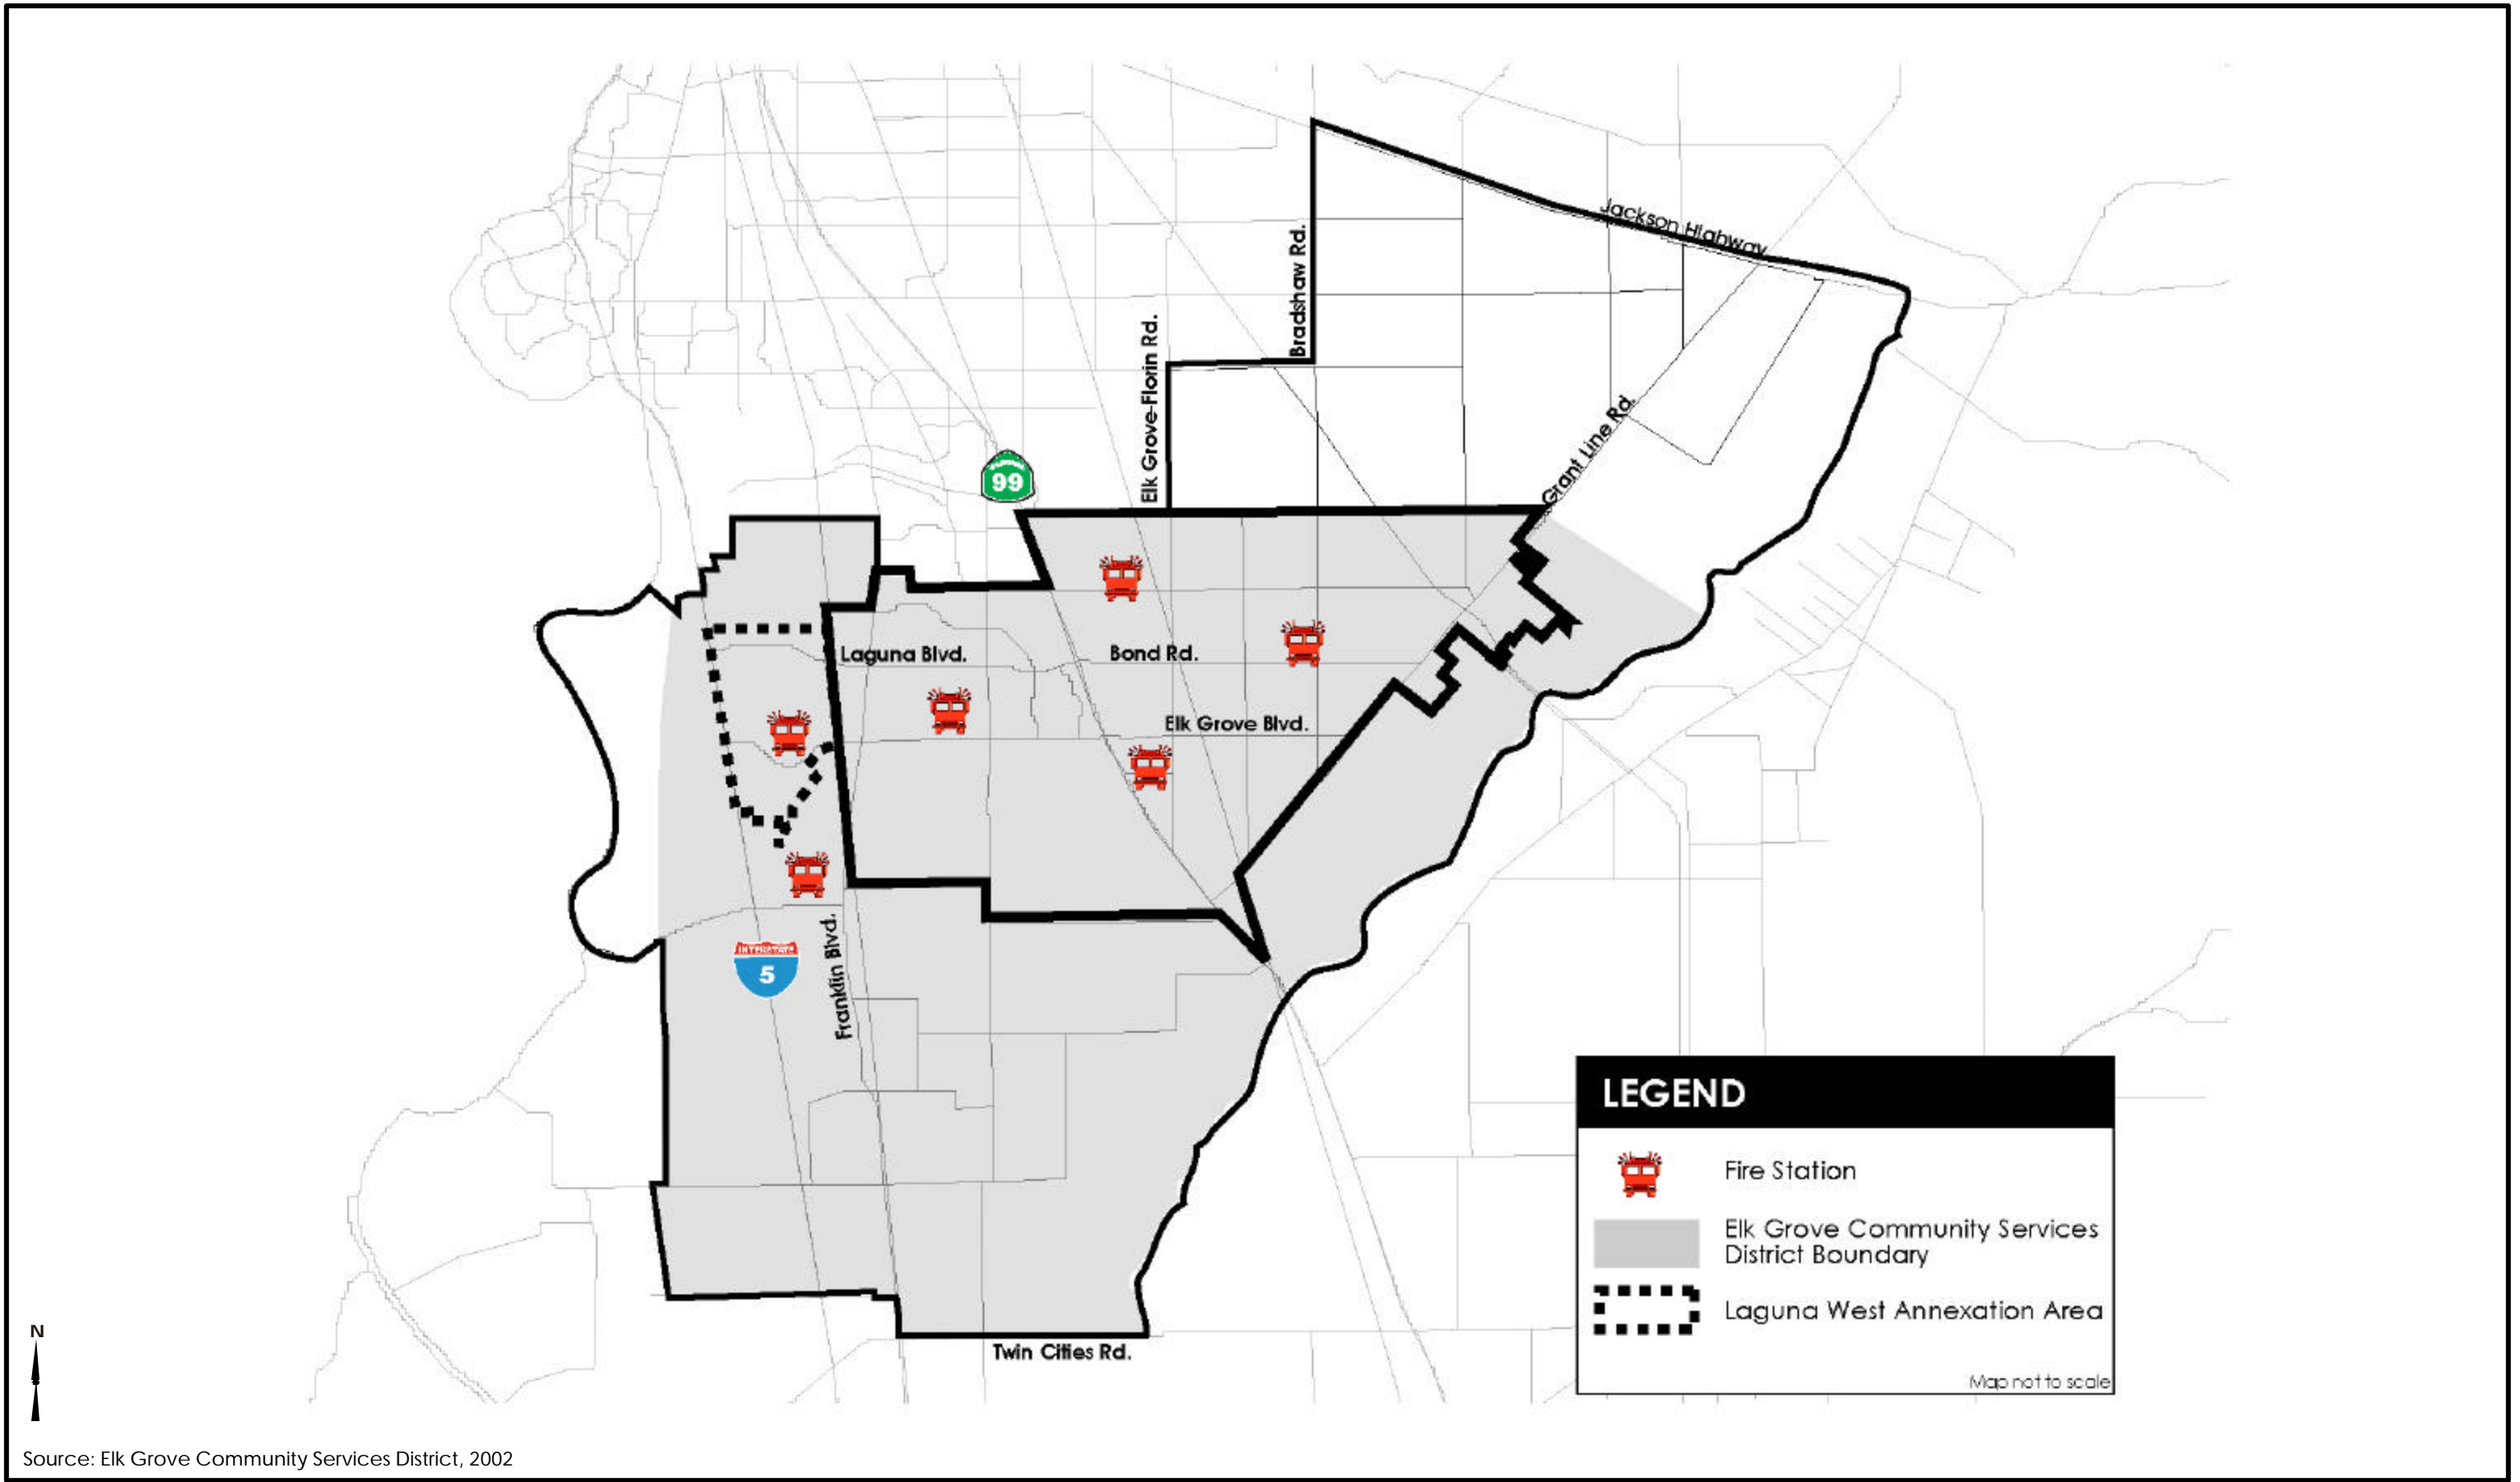 Jackson Highway
Bradshaw Rd.
Elk Grove-Florin Rd.
Grant Line Rd.
99
Laguna Blvd.
Bond Rd.
Elk Grove Blvd.
INTERSTATE
5
Franklin Blvd.
LEGEND
Fire Station
Elk Grove Community Services
District Boundary
Laguna West Annexation Area
Map not to scale
Twin Cities Rd.
N
Source: Elk Grove Community Services District, 2002